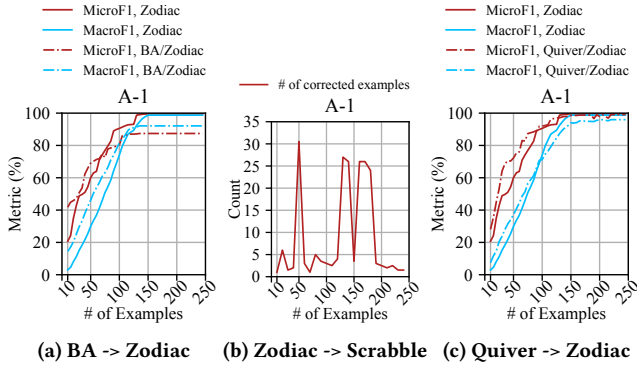 MicroF1, Zodiac
MacroF1, Zodiac
MicroF1, BA/Zodiac
MacroF1, BA/Zodiac
A-1
100
80
60
40
20
0
Metric (%)
10
50
100
150
200
250
# of Examples
(a) BA -> Zodiac
# of corrected examples
A-1
35
30
25
20
15
10
5
0
Count
10
50
100
150
200
250
# of Examples
(b) Zodiac -> Scrabble
MicroF1, Zodiac
MacroF1, Zodiac
MicroF1, Quiver/Zodiac
MacroF1, Quiver/Zodiac
A-1
100
80
60
40
20
0
Metric (%)
10
50
100
150
200
250
# of Examples
(c) Quiver -> Zodiac